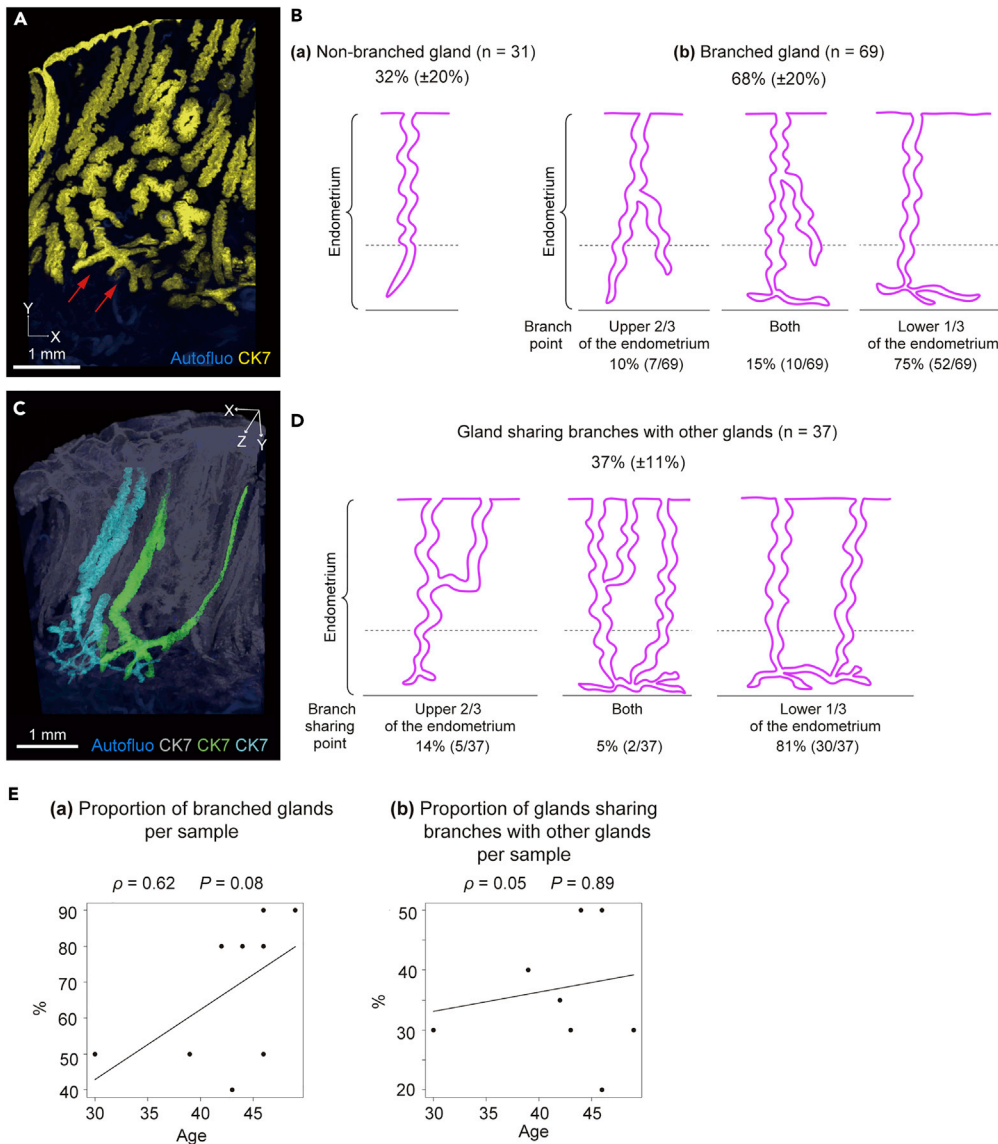 A
Y
X
1 mm
Autofluo CK7
B
(a) Non-branched gland (n = 31)
32% (±20%)
Endometrium
(b) Branched gland (n = 69)
68% (±20%)
Endometrium
Branch
point
Upper 2/3
of the endometrium
10% (7/69)
Both
15% (10/69)
Lower 1/3
of the endometrium
75% (52/69)
C
X
Z
Y
1 mm
Autofluo CK7 CK7 CK7
D
Gland sharing branches with other glands (n = 37)
37% (±11%)
Endometrium
Branch
sharing
point
Upper 2/3
of the endometrium
14% (5/37)
Both
5% (2/37)
Lower 1/3
of the endometrium
81% (30/37)
E
(a) Proportion of branched glands
per sample
ρ = 0.62 P = 0.08
90
80
70
60
50
40
%
30 35 40 45
Age
(b) Proportion of glands sharing
branches with other glands
per sample
ρ = 0.05 P = 0.89
50
40
30
20
%
30 35 40 45
Age